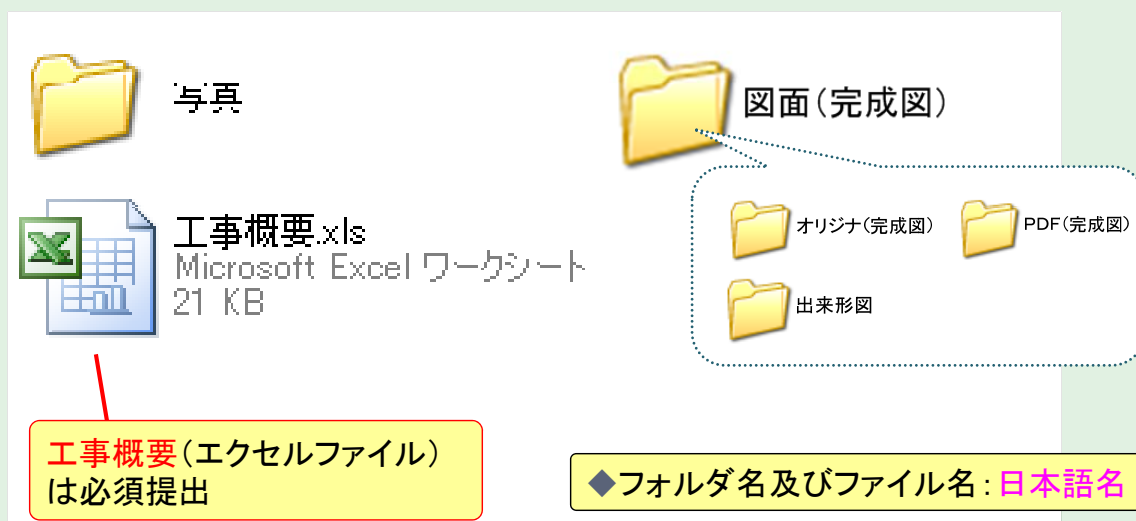 写真
図面(完成図)
オリジナ(完成図)
PDF(完成図)
出来形図
工事概要.xls
Microsoft Excel ワークシート
21 KB
工事概要(エクセルファイル)
は必須提出
◆フォルダ名及びファイル名:日本語名